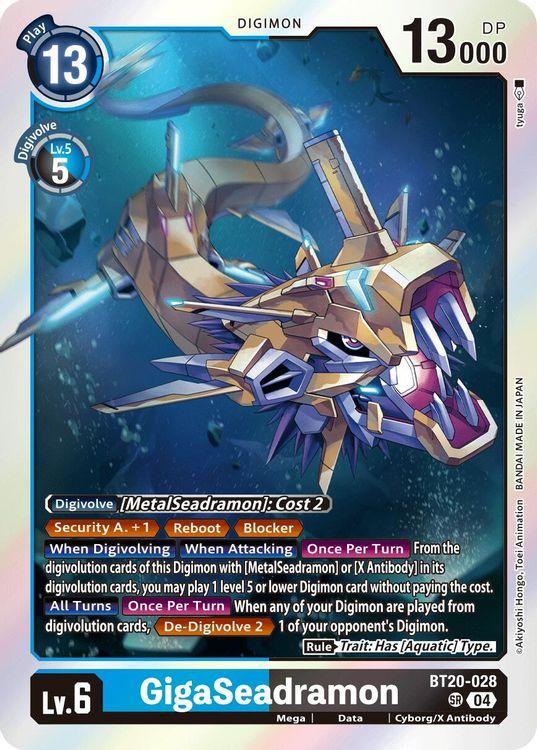 DIGIMON
Play
13
DP
13000
Digivolve
Lv.5
5
tyuga
Digivolve [MetalSeadramon]: Cost 2
Security A. +1 Reboot Blocker
When Digivolving When Attacking Once Per Turn From the
digivolution cards of this Digimon with [MetalSeadramon] or [X Antibody] in its
digivolution cards, you may play 1 level 5 or lower Digimon card without paying the cost.
All Turns Once Per Turn When any of your Digimon are played from
digivolution cards, De-Digivolve 2 1 of your opponent's Digimon.
Rule Trait: Has [Aquatic] Type.
©Akiyoshi Hongo, Toei Animation BANDAI MADE IN JAPAN
Lv.6
GigaSeadramon
BT20-028
SR 04
Mega Data Cyborg/X Antibody